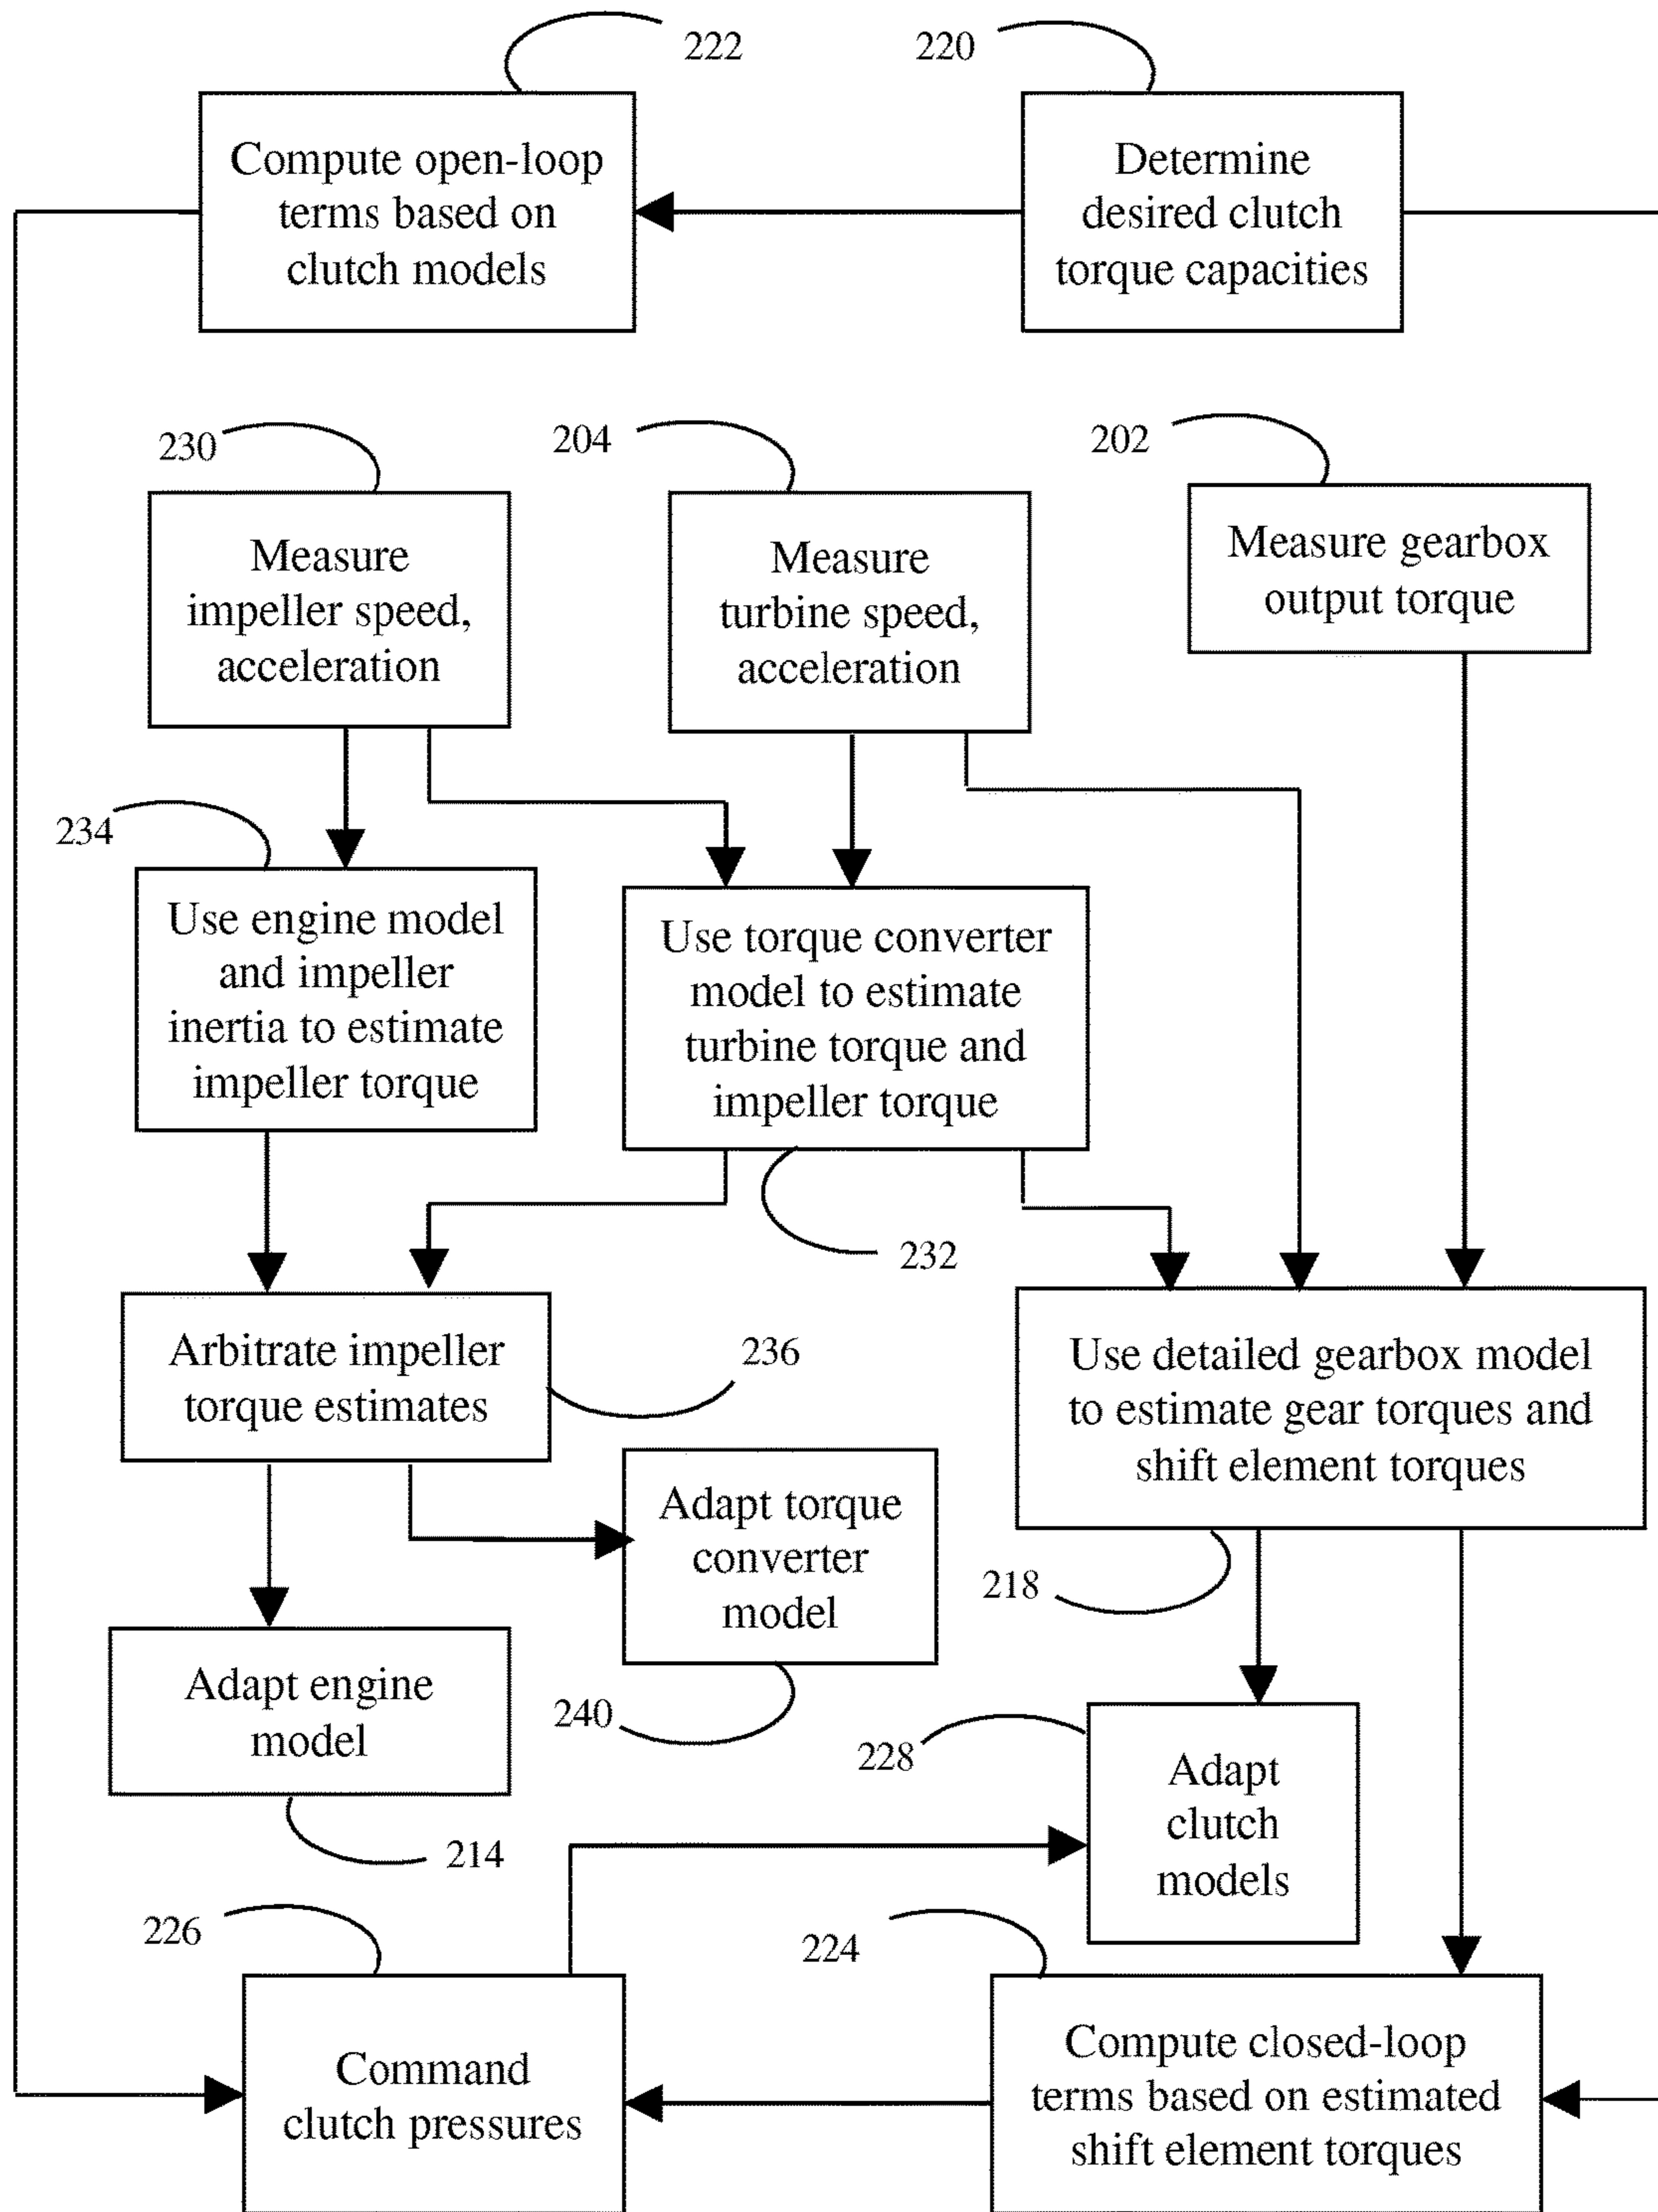 222
220
Compute open-loop
terms based on
clutch models
Determine
desired clutch
torque capacities
230
204
202
Measure
impeller speed,
acceleration
Measure
turbine speed,
acceleration
Measure gearbox
output torque
234
Use engine model
and impeller
inertia to estimate
impeller torque
Use torque converter
model to estimate
turbine torque and
impeller torque
232
Arbitrate impeller
torque estimates
236
Use detailed gearbox model
to estimate gear torques and
shift element torques
Adapt torque
converter
model
218
Adapt engine
model
240
228
Adapt
clutch
models
214
226
224
Command
clutch pressures
Compute closed-loop
terms based on estimated
shift element torques